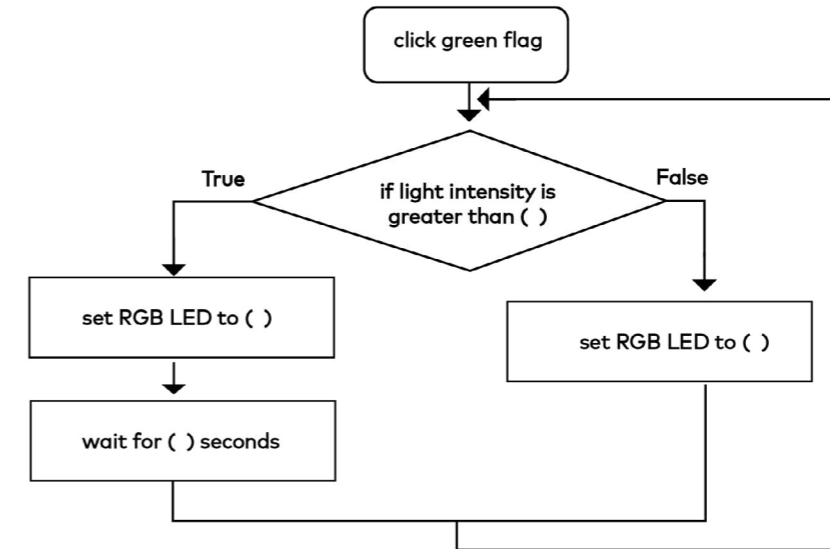 click green flag
True
False
if light intensity is
greater than ( )
set RGB LED to ( )
set RGB LED to ( )
wait for ( ) seconds